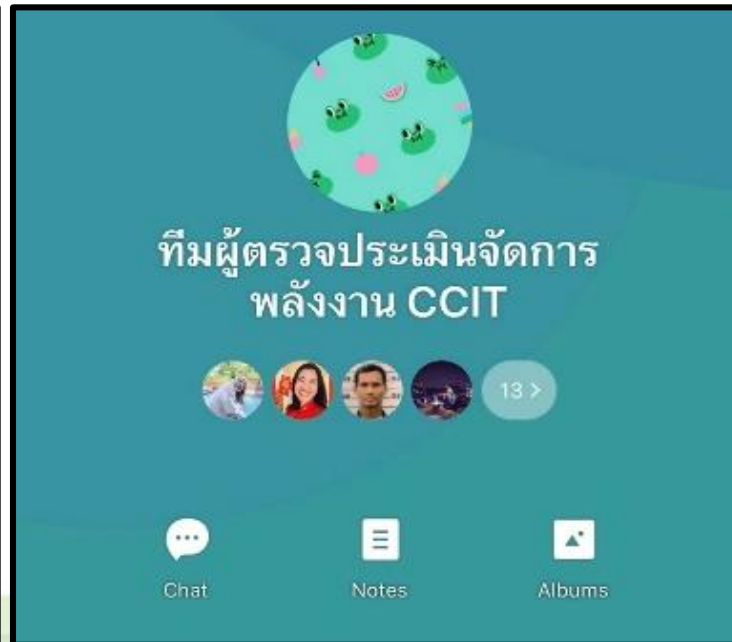 ทีมผู้ตรวจประเมินจัดการ
พลังงาน CCIT
13 >
Chat
Notes
Albums